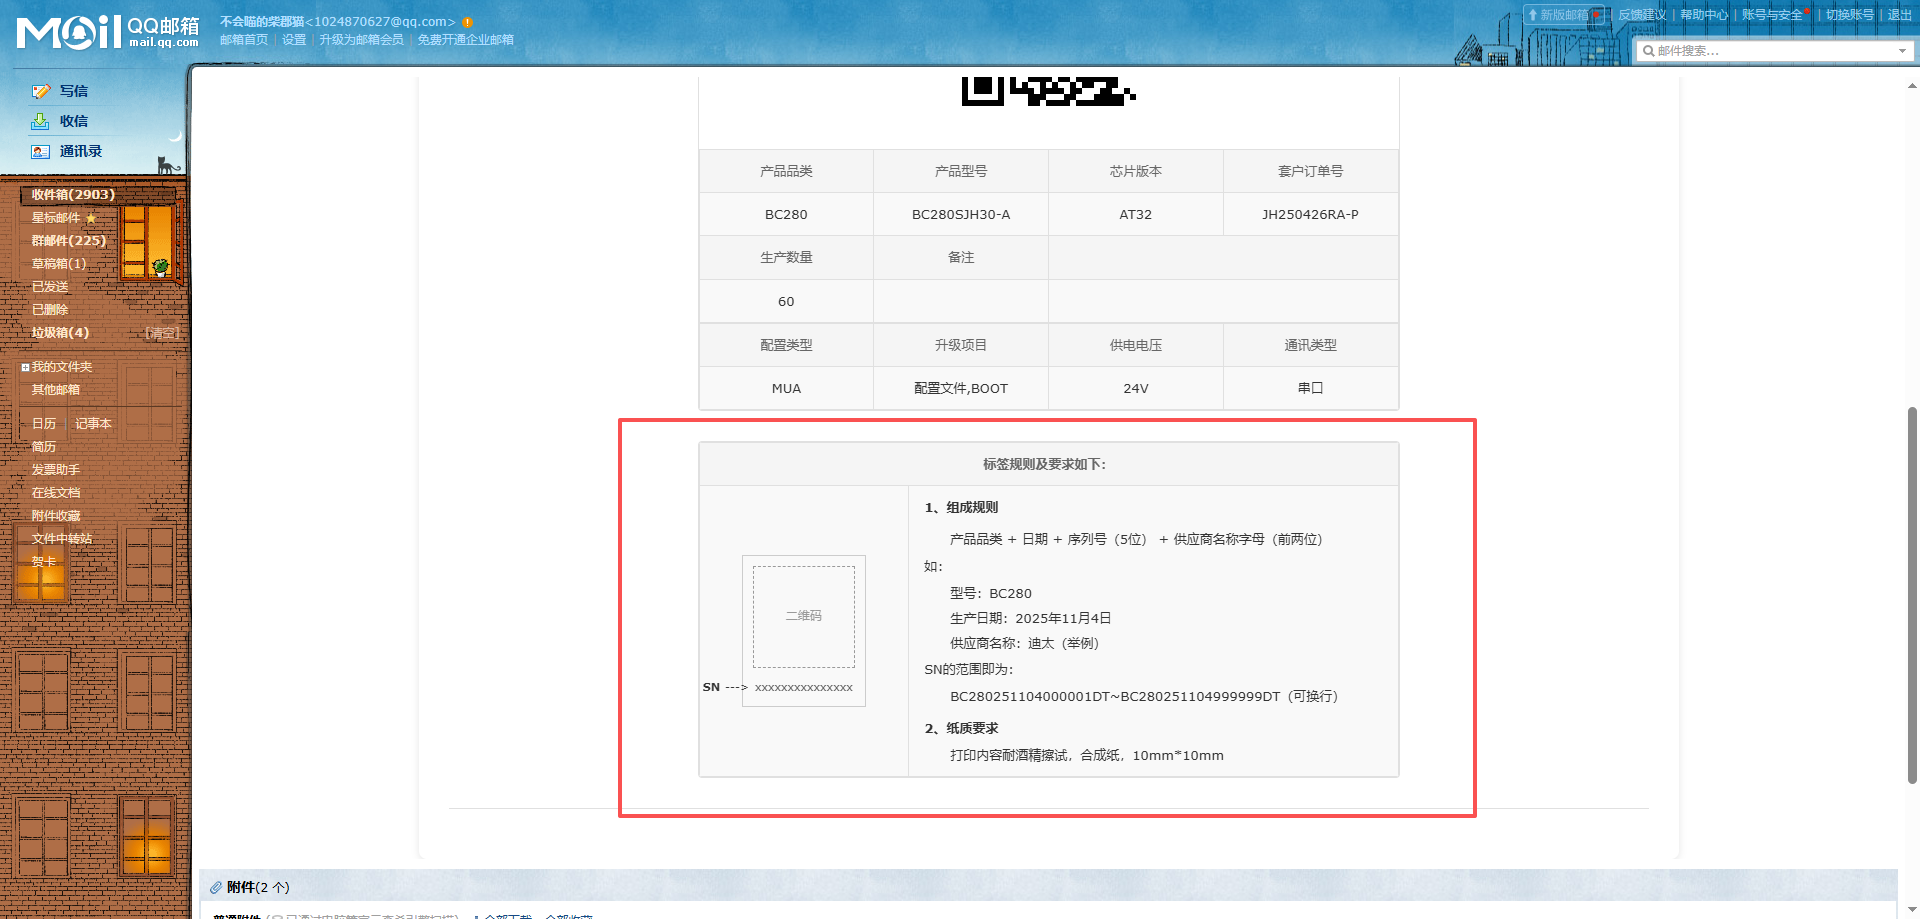 Mail QQ邮箱 mail.qq.com
不会喵的柴郡猫<1024870627@qq.com>
邮箱首页 | 设置 | 升级为邮箱会员 | 免费开通企业邮箱
新版邮箱 | 反馈建议 | 帮助中心 | 账号与安全 | 切换账号 | 退出
邮件搜索...
写信
收信
通讯录
收件箱(2903)
星标邮件
群邮件(225)
草稿箱(1)
已发送
已删除
垃圾箱(4) [清空]
我的文件夹
其他邮箱
日历 | 记事本
简历
发票助手
在线文档
附件收藏
文件中转站
贺卡
产品品类 产品型号 芯片版本 套户订单号
BC280 BC280SJH30-A AT32 JH250426RA-P
生产数量 备注
60
配置类型 升级项目 供电电压 通讯类型
MUA 配置文件,BOOT 24V 串口
标签规则及要求如下：
二维码
SN ---> xxxxxxxxxxxxxxx
1、组成规则
产品品类 + 日期 + 序列号（5位） + 供应商名称字母（前两位）
如：
型号：BC280
生产日期：2025年11月4日
供应商名称：迪太（举例）
SN的范围即为：
BC280251104000001DT~BC280251104999999DT（可换行）
2、纸质要求
打印内容耐酒精擦试，合成纸，10mm*10mm
附件(2 个)